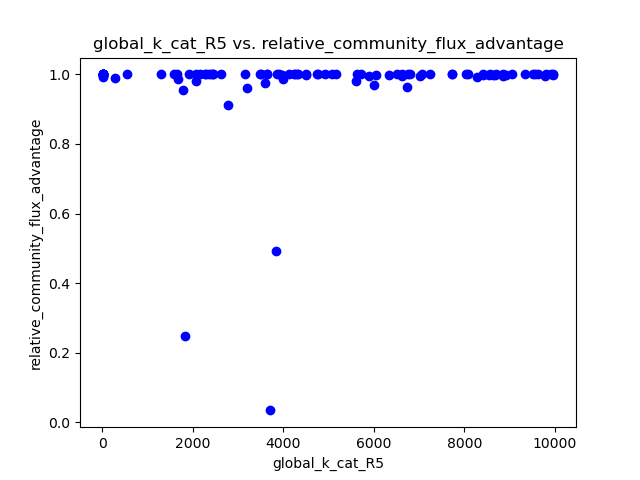 global_k_cat_R5 vs. relative_community_flux_advantage
1.0
0.8
0.6
0.4
0.2
0.0
relative_community_flux_advantage
0 2000 4000 6000 8000 10000
global_k_cat_R5